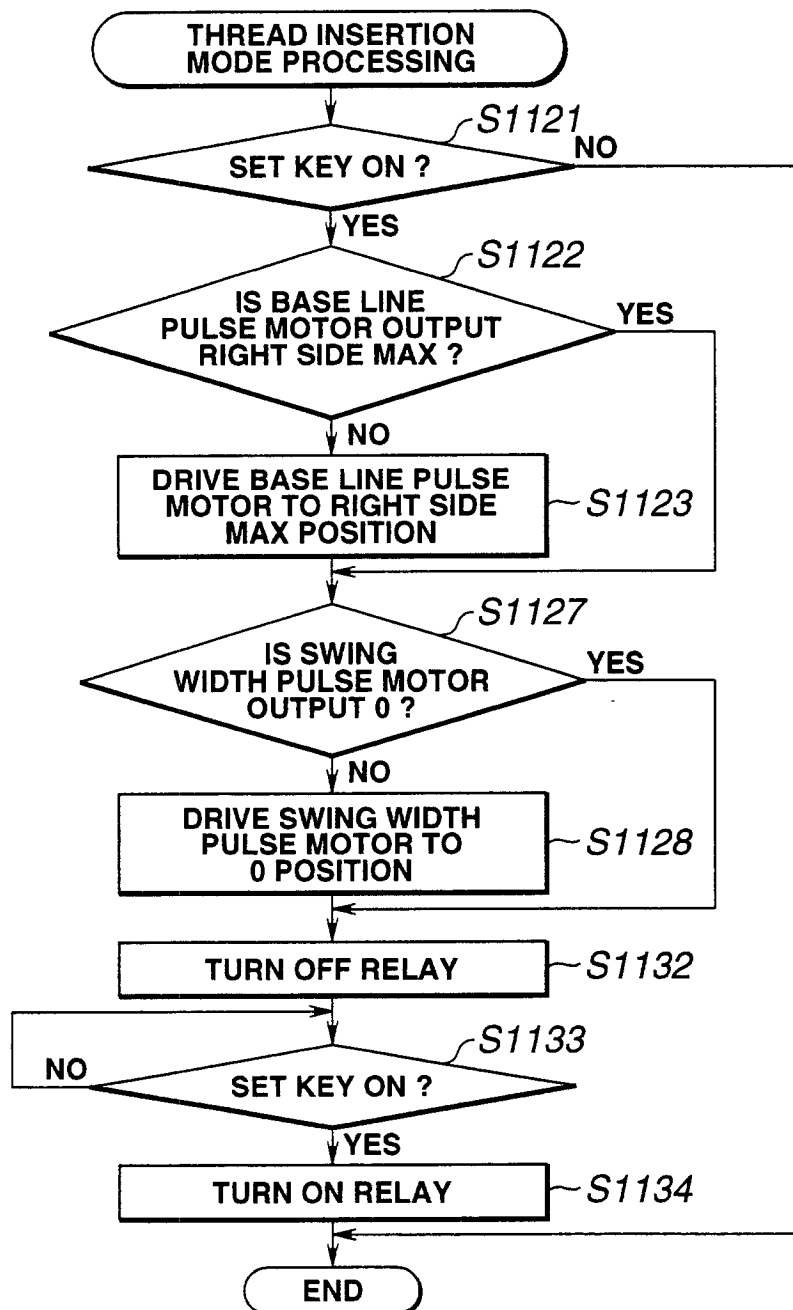 THREAD INSERTION
MODE PROCESSING
S1121
SET KEY ON ?
NO
YES
S1122
IS BASE LINE
PULSE MOTOR OUTPUT
RIGHT SIDE MAX ?
YES
NO
DRIVE BASE LINE PULSE
MOTOR TO RIGHT SIDE
MAX POSITION
S1123
S1127
IS SWING
WIDTH PULSE MOTOR
OUTPUT 0 ?
YES
NO
DRIVE SWING WIDTH
PULSE MOTOR TO
0 POSITION
S1128
TURN OFF RELAY
S1132
S1133
NO
SET KEY ON ?
YES
TURN ON RELAY
S1134
END